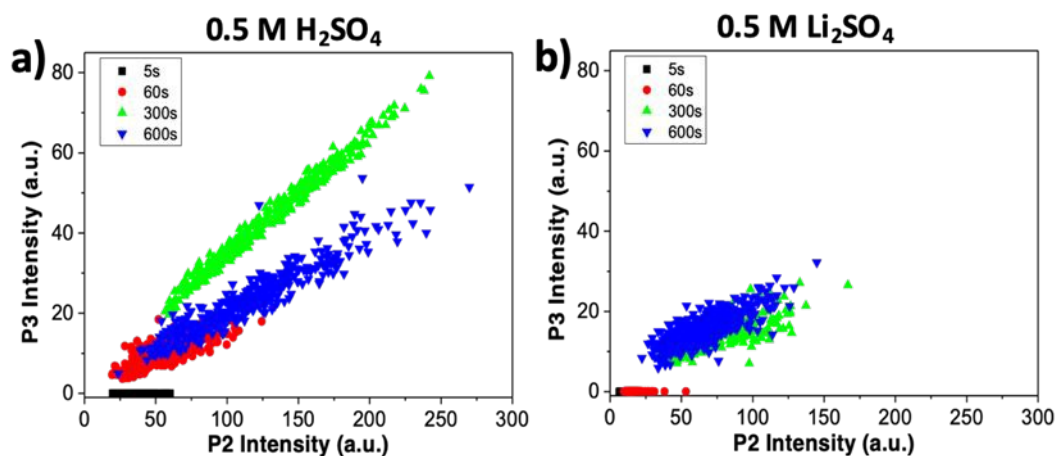 0.5 M H₂SO₄
a)
80
60
40
20
0
P3 Intensity (a.u.)
5s
60s
300s
600s
0 50 100 150 200 250 300
P2 Intensity (a.u.)
0.5 M Li₂SO₄
b)
80
60
40
20
0
P3 Intensity (a.u.)
5s
60s
300s
600s
0 50 100 150 200 250 300
P2 Intensity (a.u.)